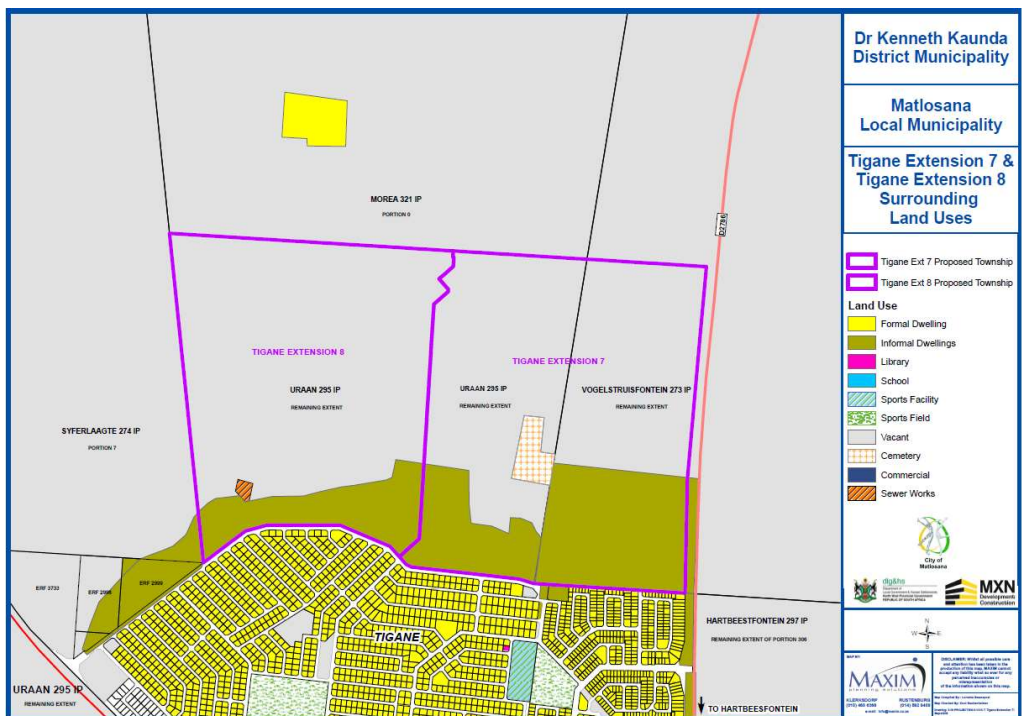 Dr Kenneth Kaunda
District Municipality
Matlosana
Local Municipality
Tigane Extension 7 &
Tigane Extension 8
Surrounding
Land Uses
Tigane Ext 7 Proposed Township
Tigane Ext 8 Proposed Township
Land Use
Formal Dwelling
Informal Dwellings
Library
School
Sports Facility
Sports Field
Vacant
Cemetery
Commercial
Sewer Works
City of
Matlosana
dlg&hs
MXN
Development
Construction
N
W E
S
MAXIM
planning solutions
KLERKSDORP
RUSTENBURG
MOREA 321 IP
PORTION 0
D2766
TIGANE EXTENSION 8
TIGANE EXTENSION 7
URAAN 295 IP
REMAINING EXTENT
URAAN 295 IP
REMAINING EXTENT
VOGELSTRUISFONTEIN 273 IP
REMAINING EXTENT
SYFERLAAGTE 274 IP
PORTION 7
ERF 3733
ERF 2999
HARTBEESTFONTEIN 297 IP
REMAINING EXTENT OF PORTION 306
TIGANE
URAAN 295 IP
REMAINING EXTENT
TO HARTBEESFONTEIN